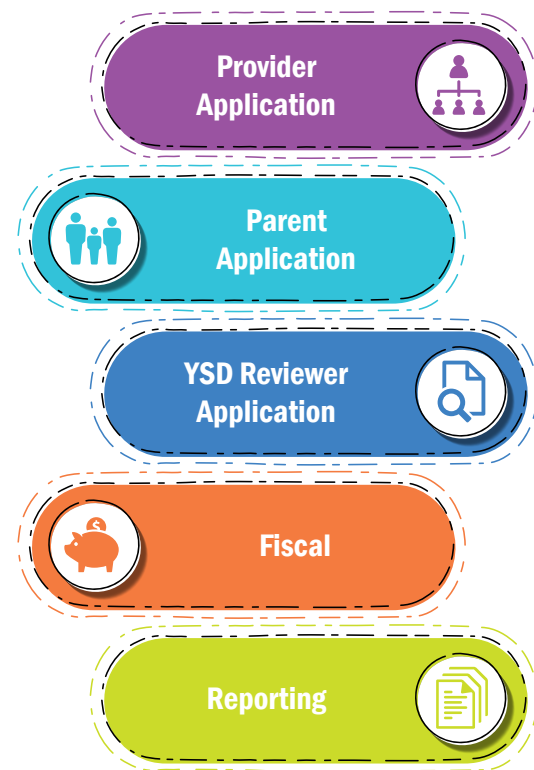 Provider
Application
Parent
Application
YSD Reviewer
Application
$
Fiscal
Reporting